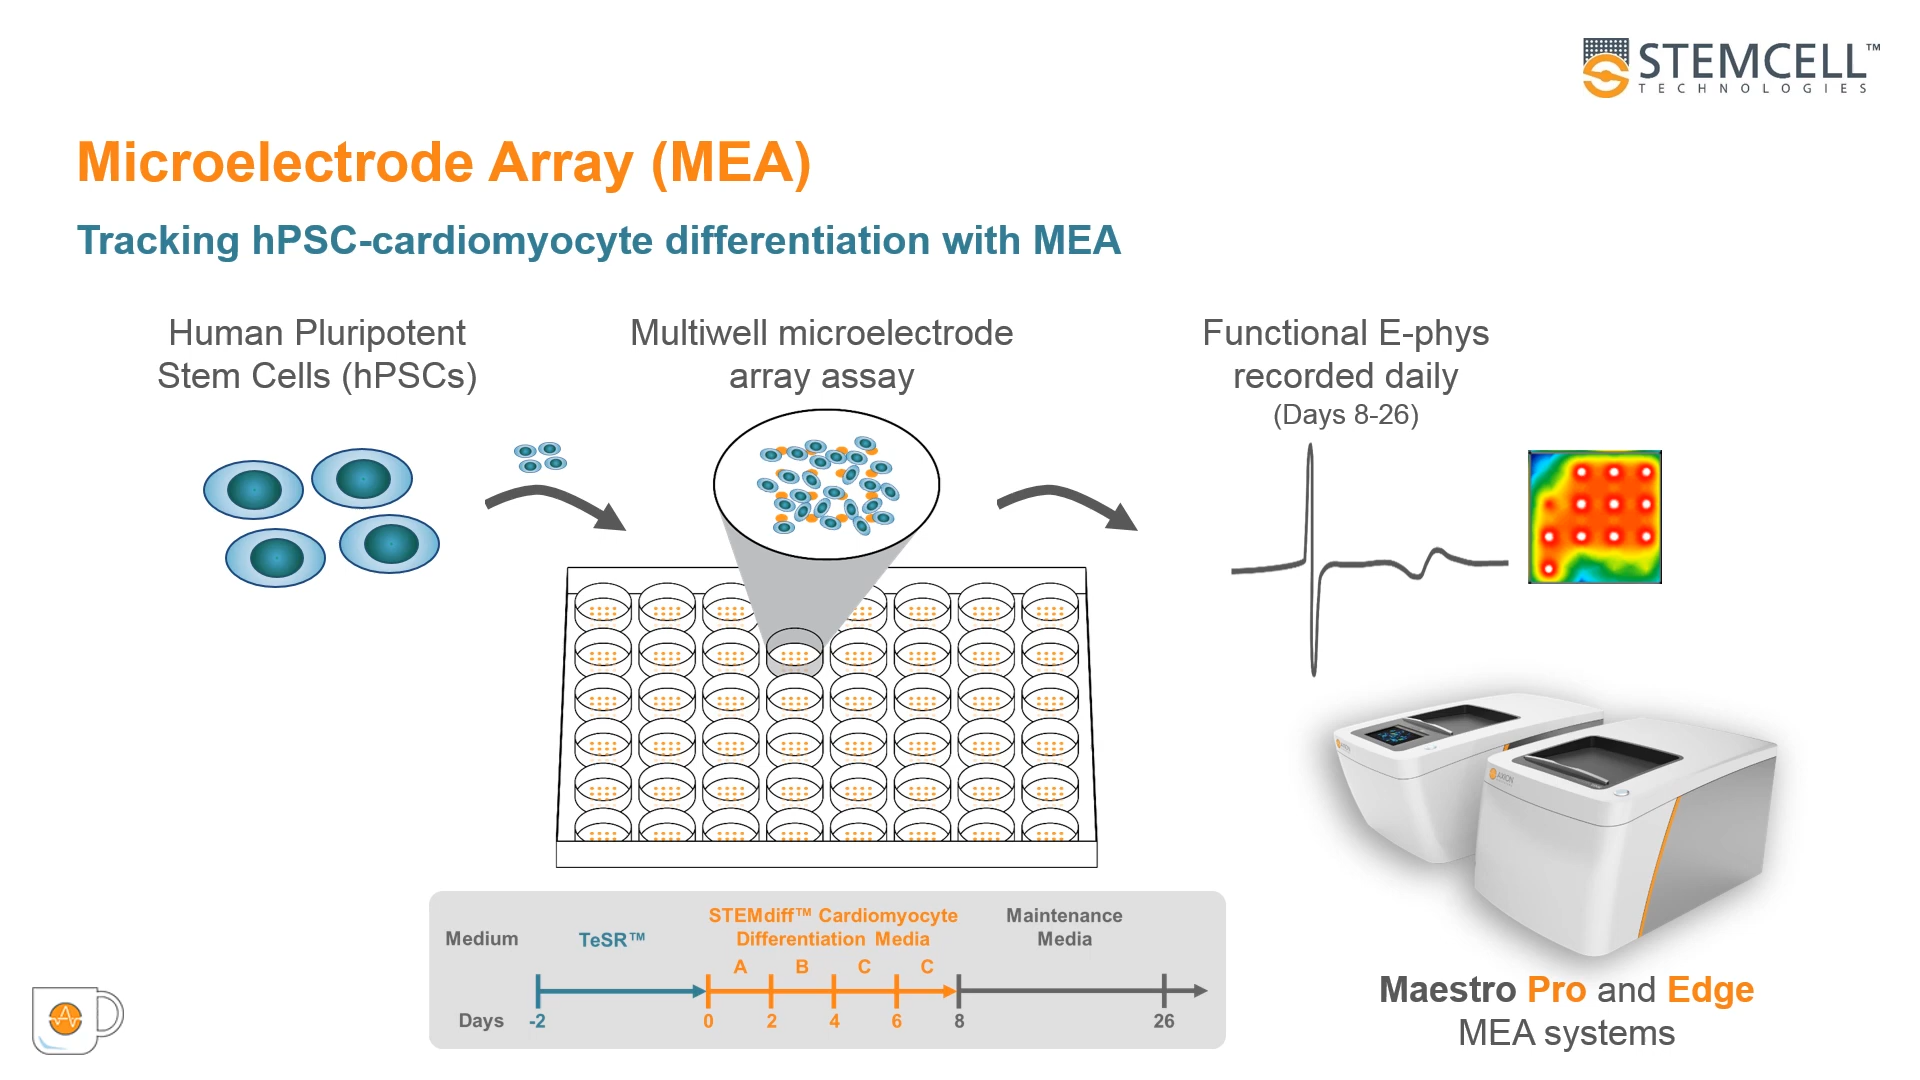 STEMCELL™
TECHNOLOGIES
Microelectrode Array (MEA)
Tracking hPSC-cardiomyocyte differentiation with MEA
Human Pluripotent
Stem Cells (hPSCs)
Multiwell microelectrode
array assay
Functional E-phys
recorded daily
(Days 8-26)
AXION
AXION
Medium
TeSR™
STEMdiff™ Cardiomyocyte
Differentiation Media
Maintenance
Media
A B C C
Days -2 0 2 4 6 8 26
Maestro Pro and Edge
MEA systems